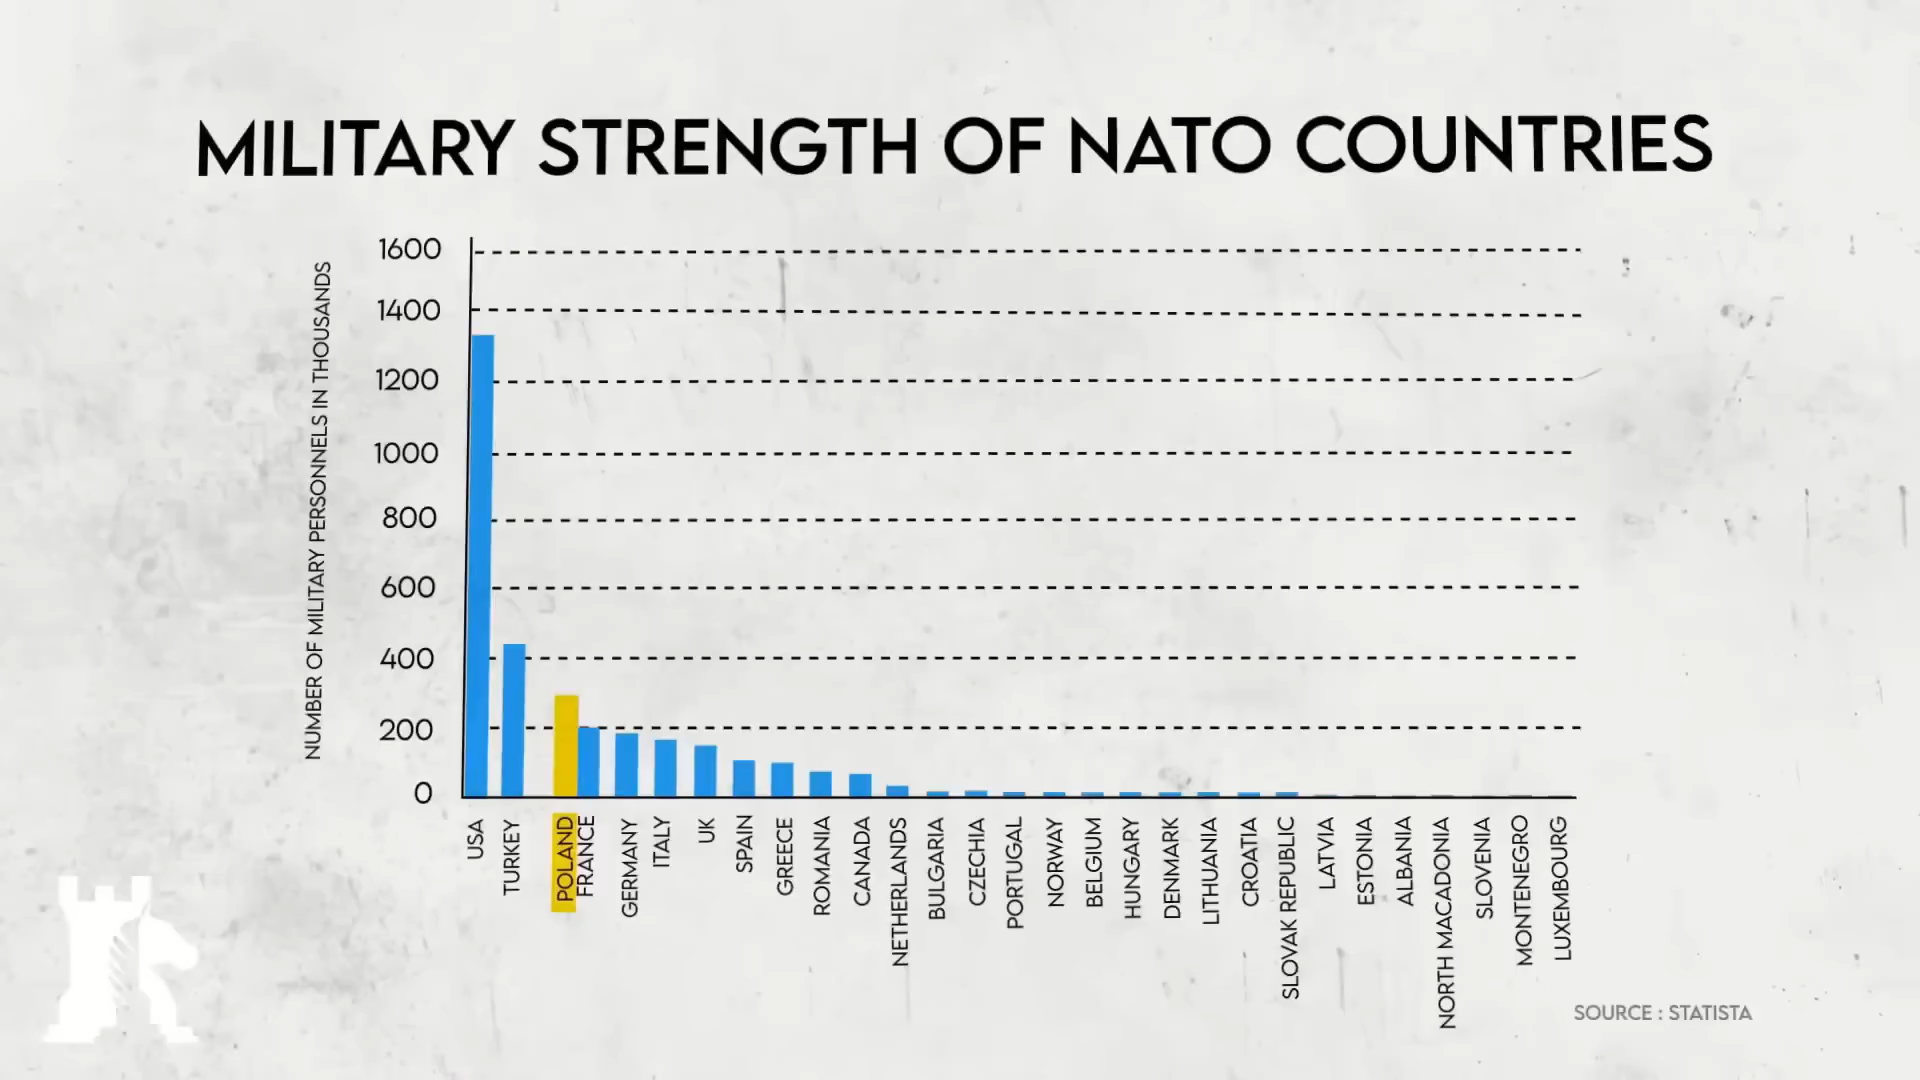 MILITARY STRENGTH OF NATO COUNTRIES
NUMBER OF MILITARY PERSONNELS IN THOUSANDS
1600
1400
1200
1000
800
600
400
200
0
USA
TURKEY
POLAND
FRANCE
GERMANY
ITALY
UK
SPAIN
GREECE
ROMANIA
CANADA
NETHERLANDS
BULGARIA
CZECHIA
PORTUGAL
NORWAY
BELGIUM
HUNGARY
DENMARK
LITHUANIA
CROATIA
SLOVAK REPUBLIC
LATVIA
ESTONIA
ALBANIA
NORTH MACADONIA
SLOVENIA
MONTENEGRO
LUXEMBOURG
SOURCE : STATISTA